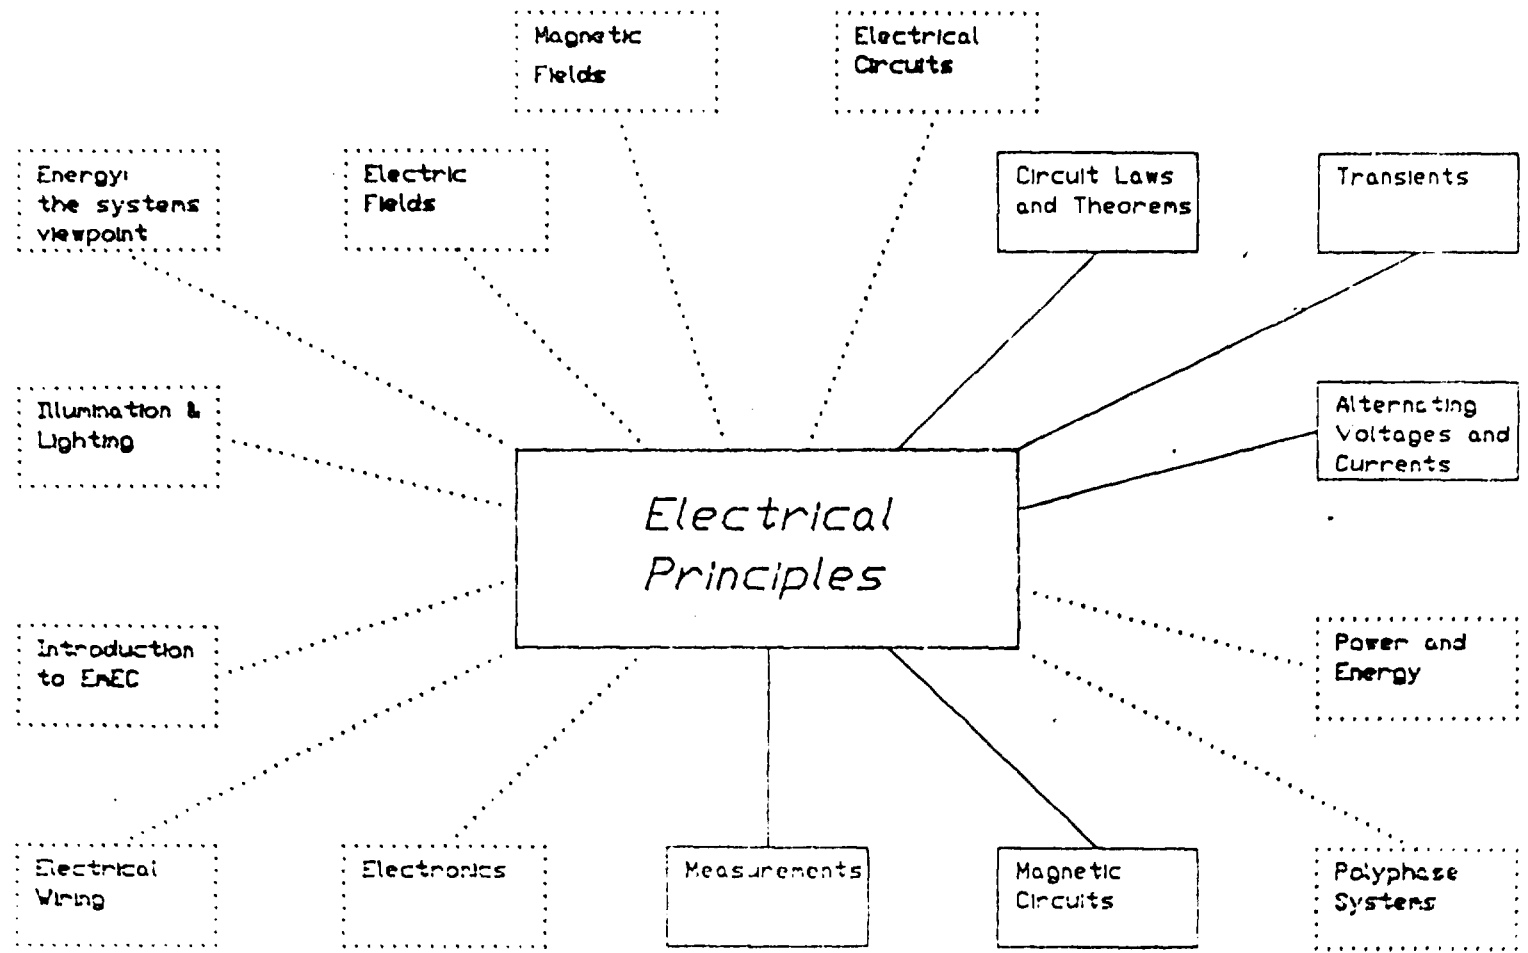 Magnetic
Fields
Electrical
Circuits
Energy:
the systems
viewpoint
Electric
Fields
Circuit Laws
and Theorems
Transients
Illumination &
Lighting
Alternating
Voltages and
Currents
Electrical
Principles
Introduction
to EmEC
Power and
Energy
Electrical
Wiring
Electronics
Measurements
Magnetic
Circuits
Polyphase
Systems